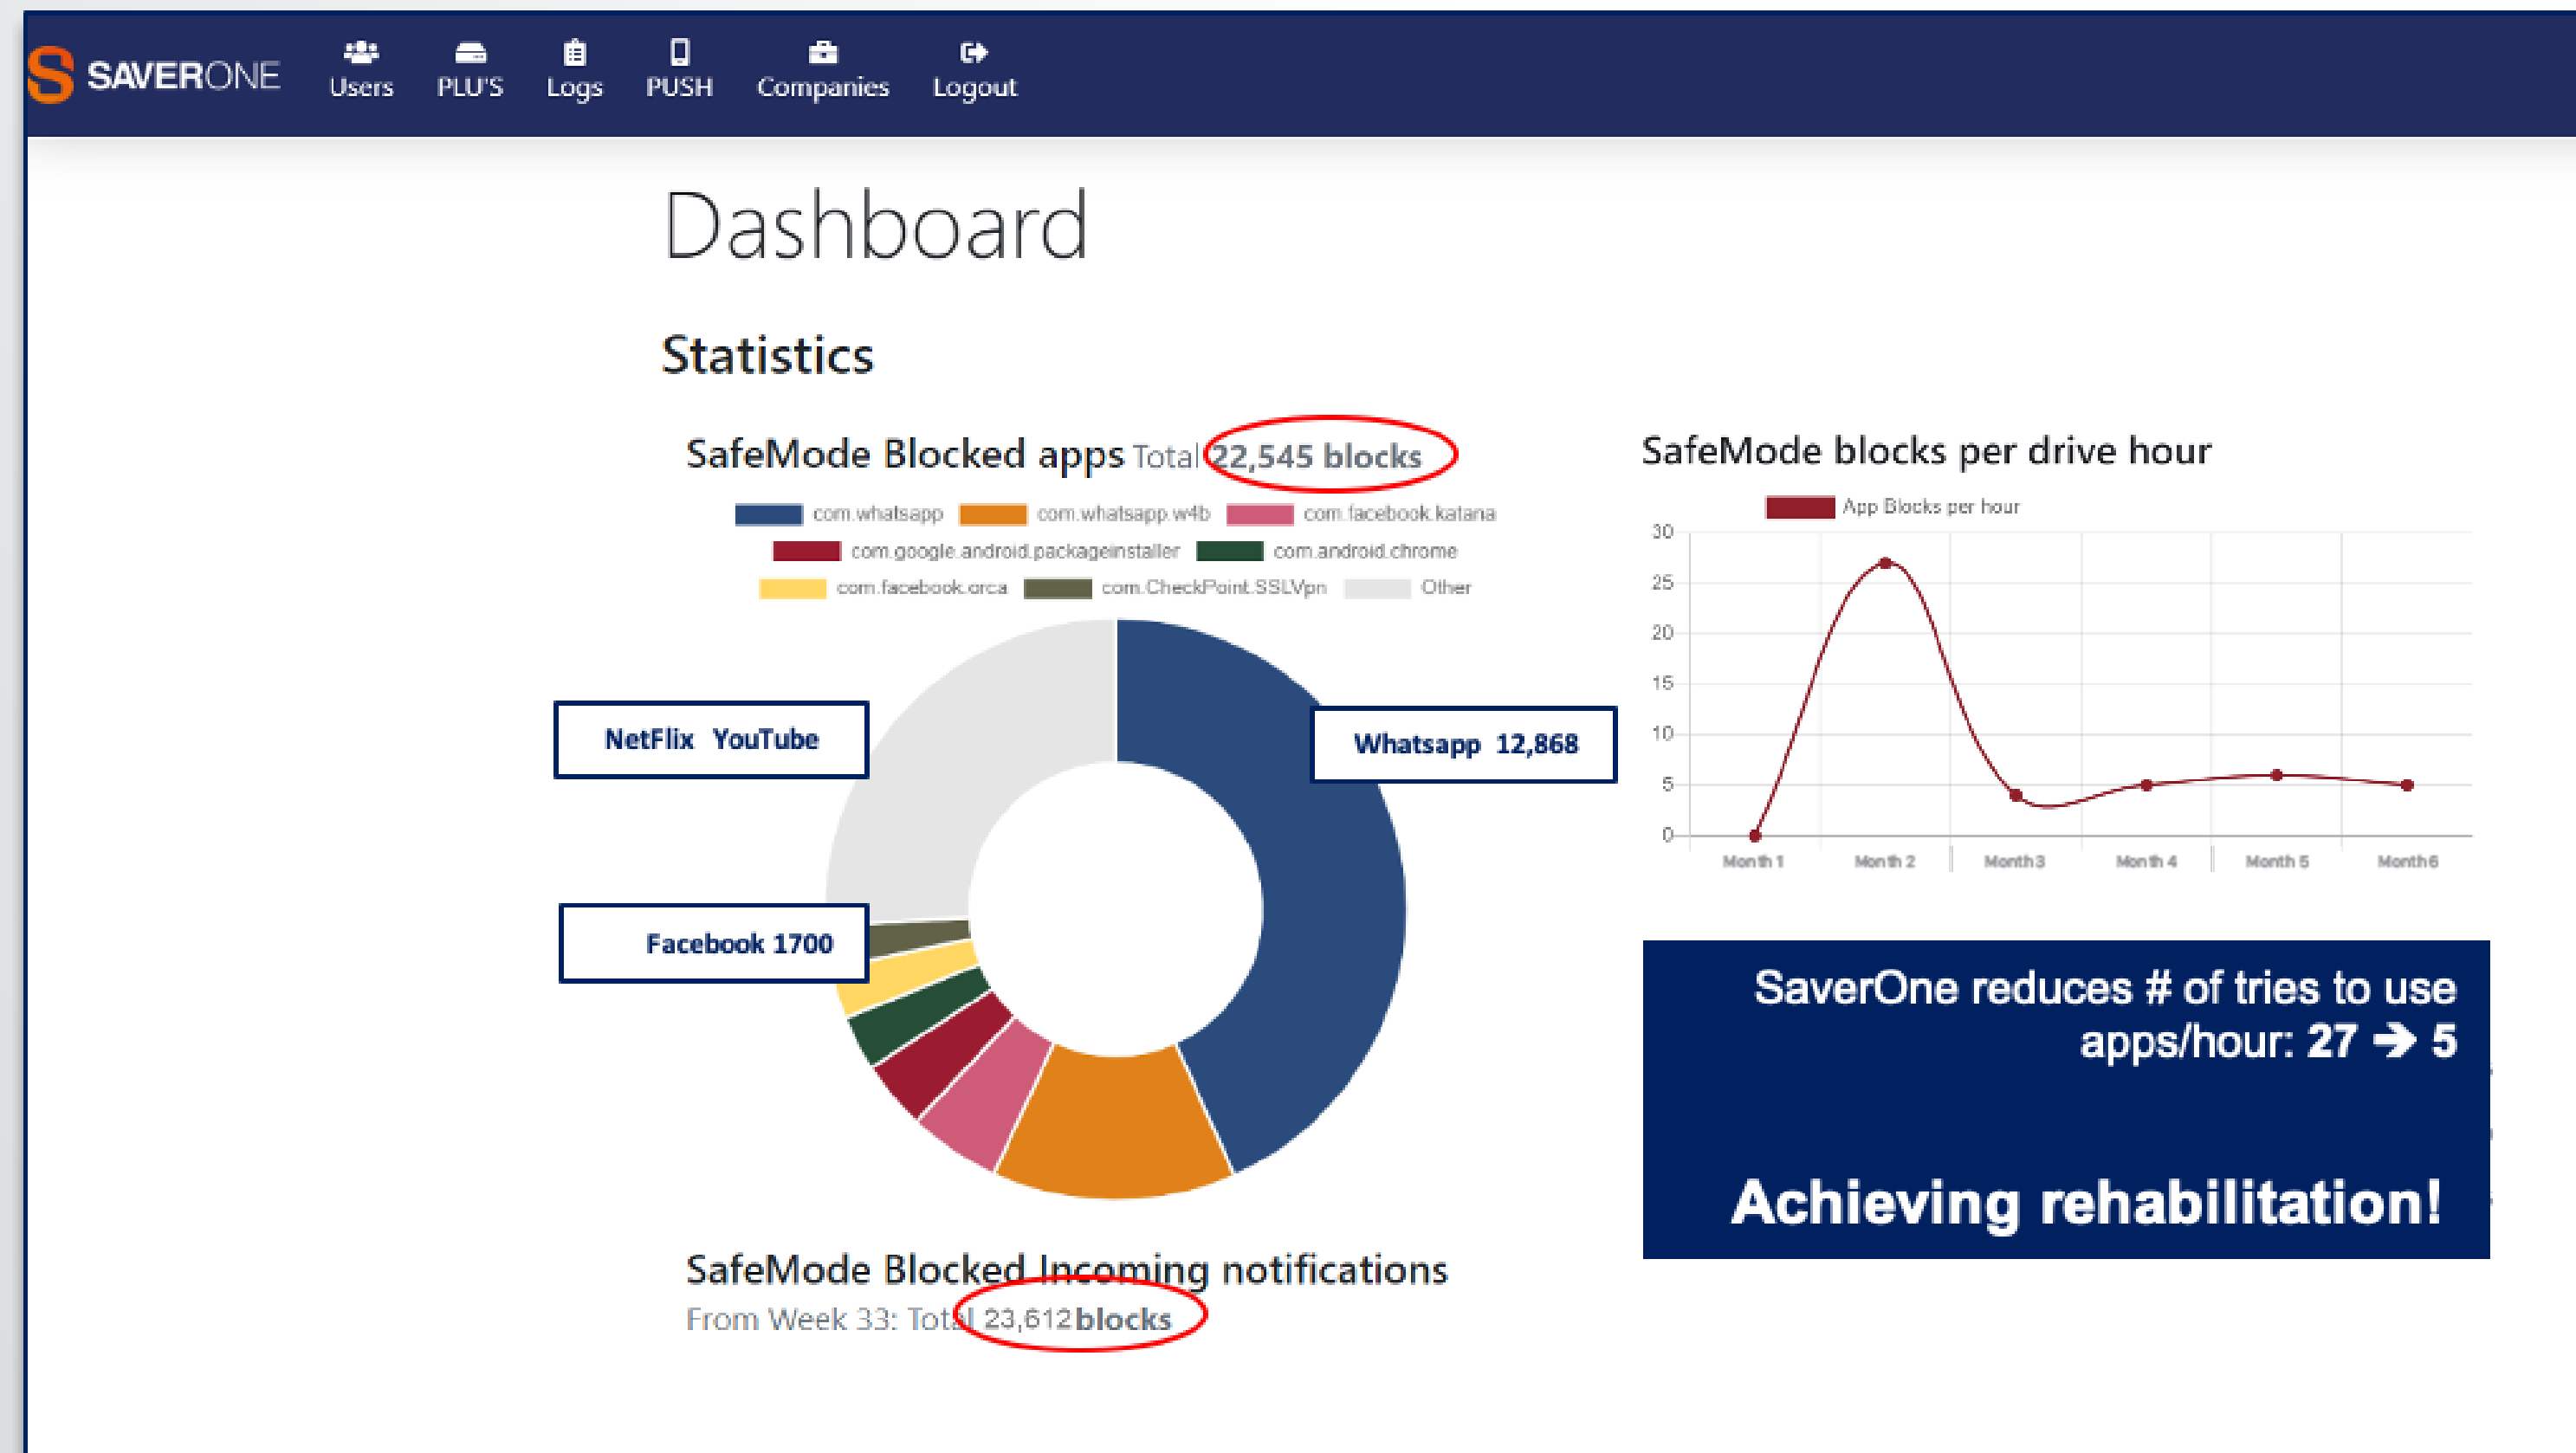 SAVERONE
Users PLU'S Logs PUSH Companies Logout
Dashboard
Statistics
SafeMode Blocked apps Total 22,545 blocks
com.whatsapp com.whatsapp.w4b com.facebook.katana
com.google.android.packageinstaller com.android.chrome
com.facebook.orca com.CheckPoint.SSLVpn Other
NetFlix YouTube
Whatsapp 12,868
Facebook 1700
SafeMode Blocked Incoming notifications
From Week 33: Total 23,612 blocks
SafeMode blocks per drive hour
App Blocks per hour
30
25
20
15
10
5
0
Month 1 Month 2 Month3 Month 4 Month 5 Month6
SaverOne reduces # of tries to use
apps/hour: 27 → 5
Achieving rehabilitation!